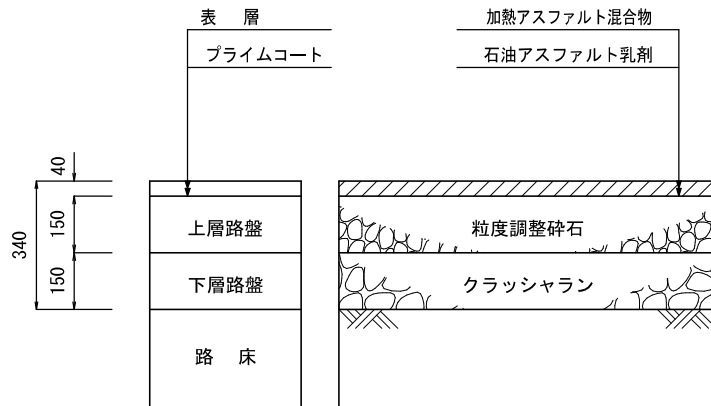 表　層
加熱アスファルト混合物
プライムコート
石油アスファルト乳剤
40
150
上層路盤
粒度調整砕石
340
150
下層路盤
クラッシャラン
路　床